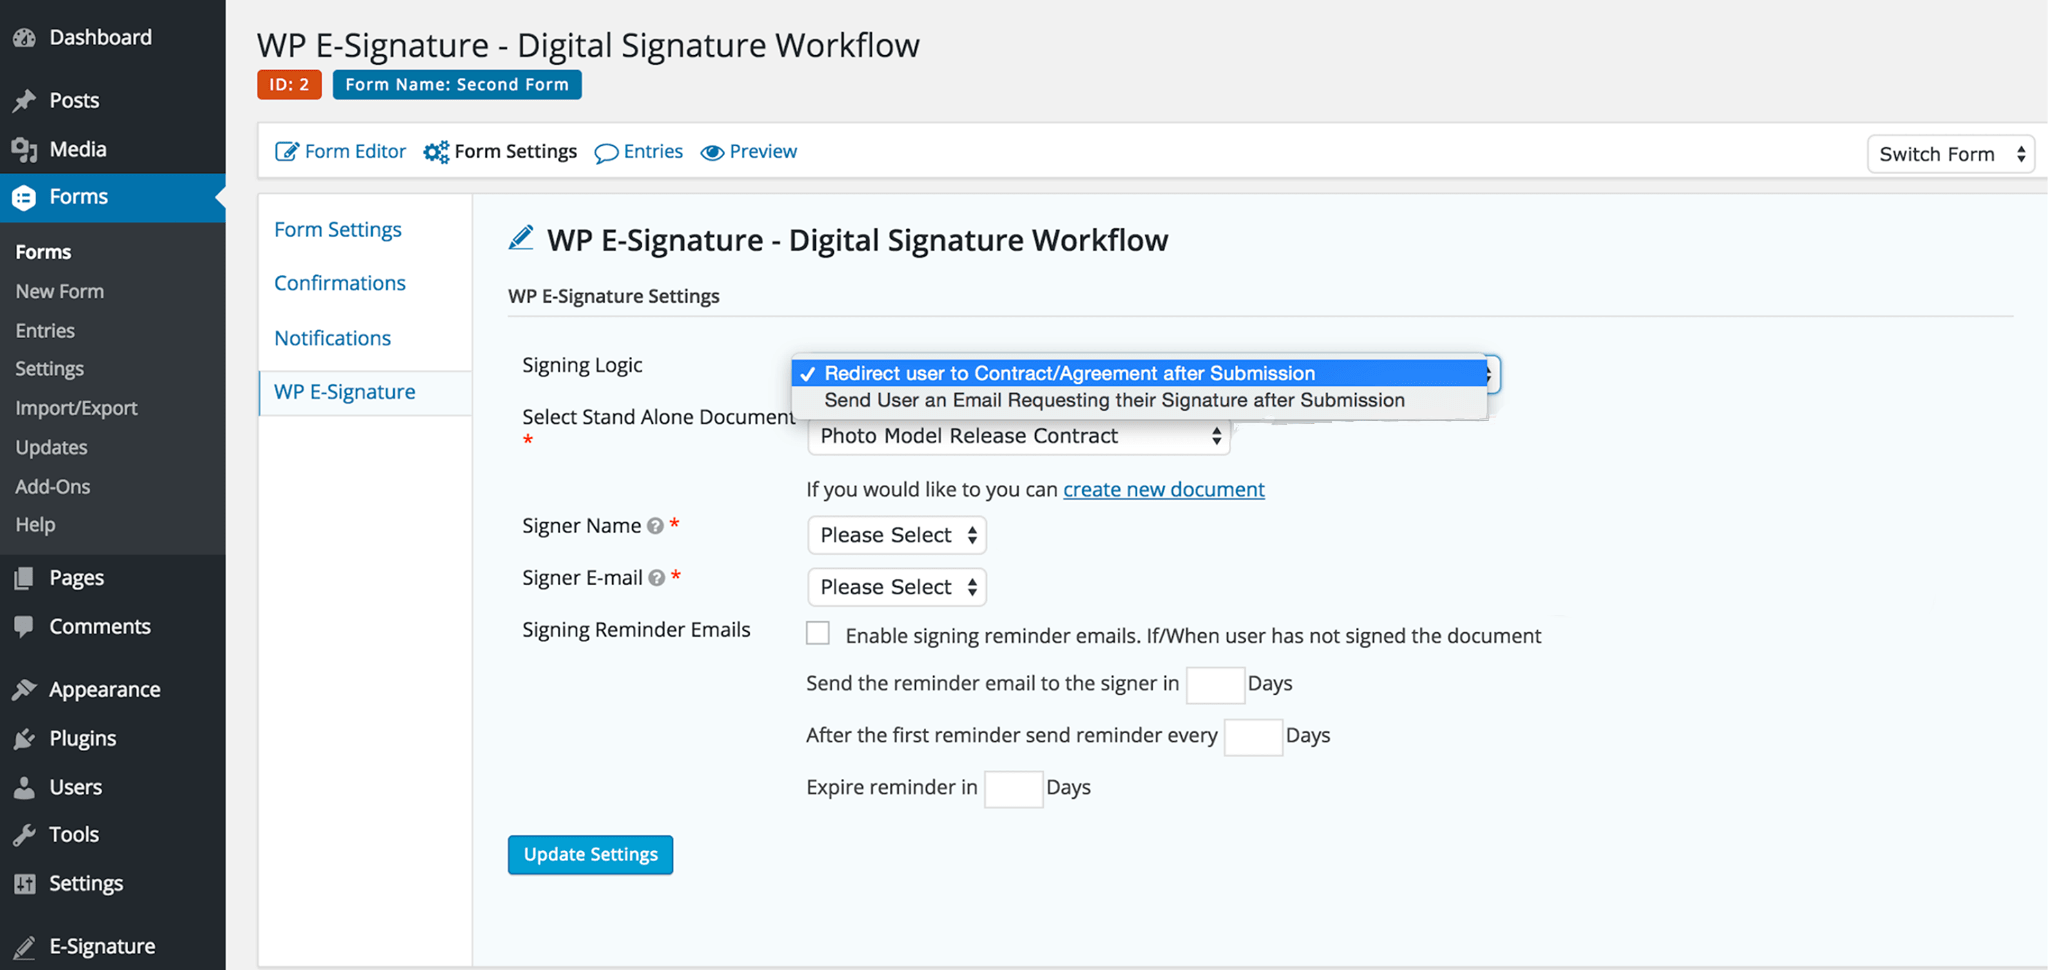 Dashboard
Posts
Media
Forms
Forms
New Form
Entries
Settings
Import/Export
Updates
Add-Ons
Help
Pages
Comments
Appearance
Plugins
Users
Tools
Settings
E-Signature
WP E-Signature - Digital Signature Workflow
ID: 2
Form Name: Second Form
Form Editor
Form Settings
Entries
Preview
Switch Form
Form Settings
Confirmations
Notifications
WP E-Signature
WP E-Signature - Digital Signature Workflow
WP E-Signature Settings
Signing Logic
✓ Redirect user to Contract/Agreement after Submission
Send User an Email Requesting their Signature after Submission
Select Stand Alone Document
*
Photo Model Release Contract
If you would like to you can create new document
Signer Name ? *
Please Select
Signer E-mail ? *
Please Select
Signing Reminder Emails
Enable signing reminder emails. If/When user has not signed the document
Send the reminder email to the signer in Days
After the first reminder send reminder every Days
Expire reminder in Days
Update Settings